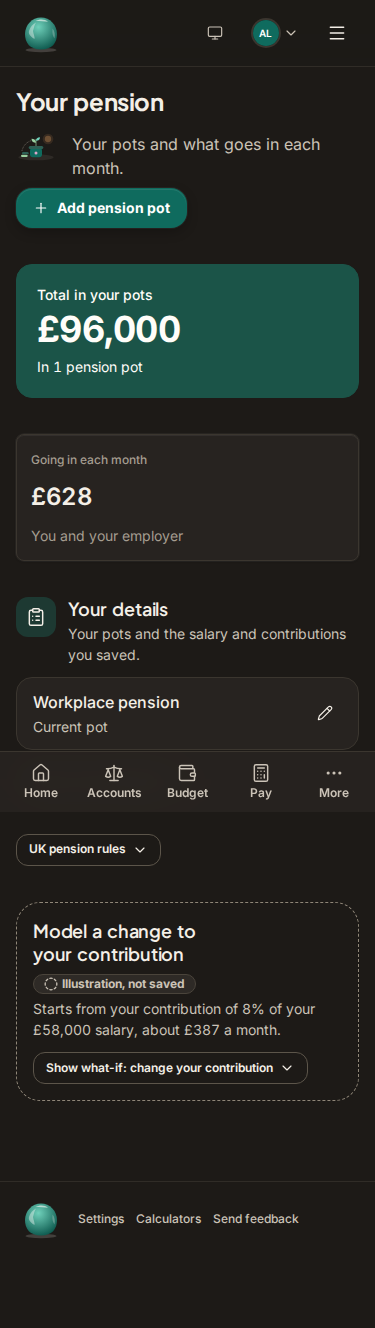 AL
Your pension
Your pots and what goes in each
month.
Add pension pot
Total in your pots
£96,000
In 1 pension pot
Going in each month
£628
You and your employer
Your details
Your pots and the salary and contributions
you saved.
Workplace pension
Current pot
Home Accounts Budget Pay More
UK pension rules
Model a change to
your contribution
Illustration, not saved
Starts from your contribution of 8% of your
£58,000 salary, about £387 a month.
Show what-if: change your contribution
Settings Calculators Send feedback